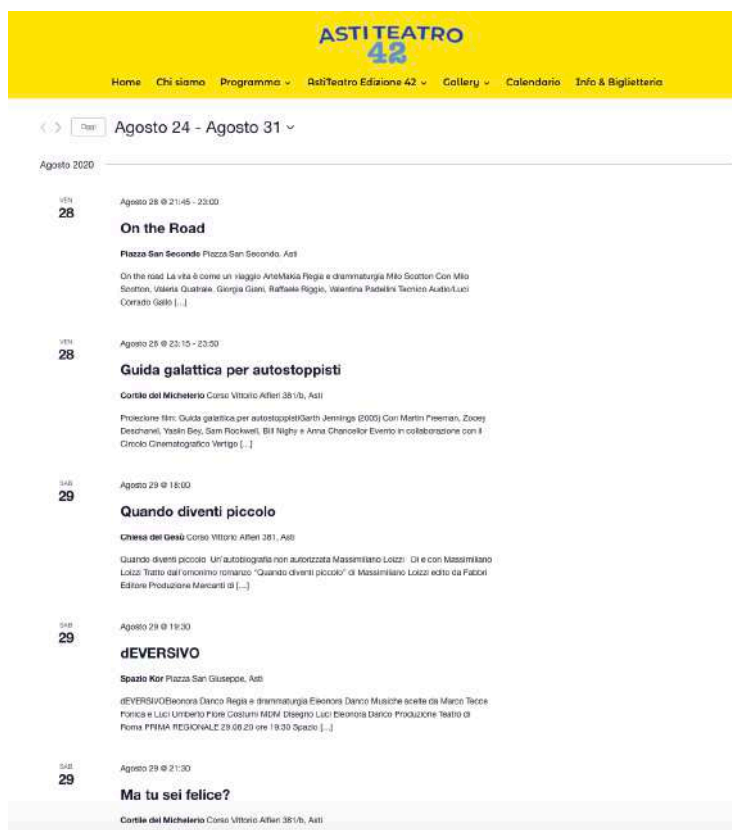 ASTITEATRO
42
Home Chi siamo Programma AstiTeatro Edizione 42 Gallery Calendario Info & Biglietteria
Oggi Agosto 24 - Agosto 31
Agosto 2020
VEN
28
Agosto 28 @ 21:45 - 23:00
On the Road
Piazza San Secondo Piazza San Secondo, Asti
On the road La vita è come un viaggio ArteMakia Regia e drammaturgia Milo Scotton Con Milo
Scotton, Valeria Quatrale, Giorgia Giani, Raffaele Riggio, Valentina Padellini Tecnico Audio/Luci
Corrado Gallo [...]
VEN
28
Agosto 28 @ 23:15 - 23:50
Guida galattica per autostoppisti
Cortile del Michelerio Corso Vittorio Alfieri 381/b, Asti
Proiezione film: Guida galattica per autostoppistiGarth Jennings (2005) Con Martin Freeman, Zooey
Deschanel, Yasiin Bey, Sam Rockwell, Bill Nighy e Anna Chancellor Evento in collaborazione con il
Circolo Cinematografico Vertigo [...]
SAB
29
Agosto 29 @ 18:00
Quando diventi piccolo
Chiesa del Gesù Corso Vittorio Alfieri 381, Asti
Quando diventi piccolo Un'autobiografia non autorizzata Massimiliano Loizzi Di e con Massimiliano
Loizzi Tratto dall'omonimo romanzo "Quando diventi piccolo" di Massimiliano Loizzi edito da Fabbri
Editore Produzione Mercanti di [...]
SAB
29
Agosto 29 @ 19:30
dEVERSIVO
Spazio Kor Piazza San Giuseppe, Asti
dEVERSIVOEleonora Danco Regia e drammaturgia Eleonora Danco Musiche scelte da Marco Tecce
Fonica e Luci Umberto Fiore Costumi MDM Disegno Luci Eleonora Danco Produzione Teatro di
Roma PRIMA REGIONALE 29.08.20 ore 19.30 Spazio [...]
SAB
29
Agosto 29 @ 21:30
Ma tu sei felice?
Cortile del Michelerio Corso Vittorio Alfieri 381/b, Asti